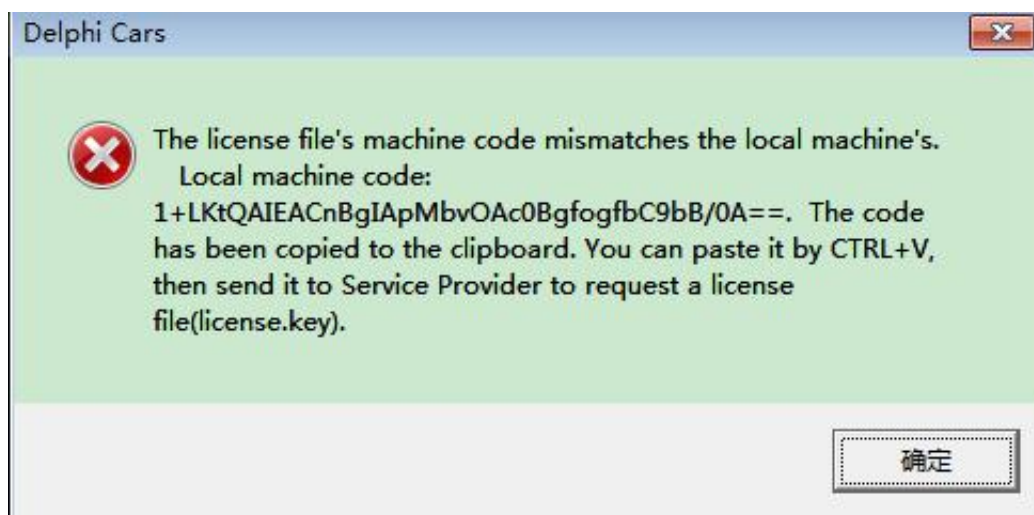 Delphi Cars
The license file's machine code mismatches the local machine's.
Local machine code:
1+LKtQAIEACnBgIApMbvOAc0BgfogfbC9bB/0A==. The code
has been copied to the clipboard. You can paste it by CTRL+V,
then send it to Service Provider to request a license
file(license.key).
确定